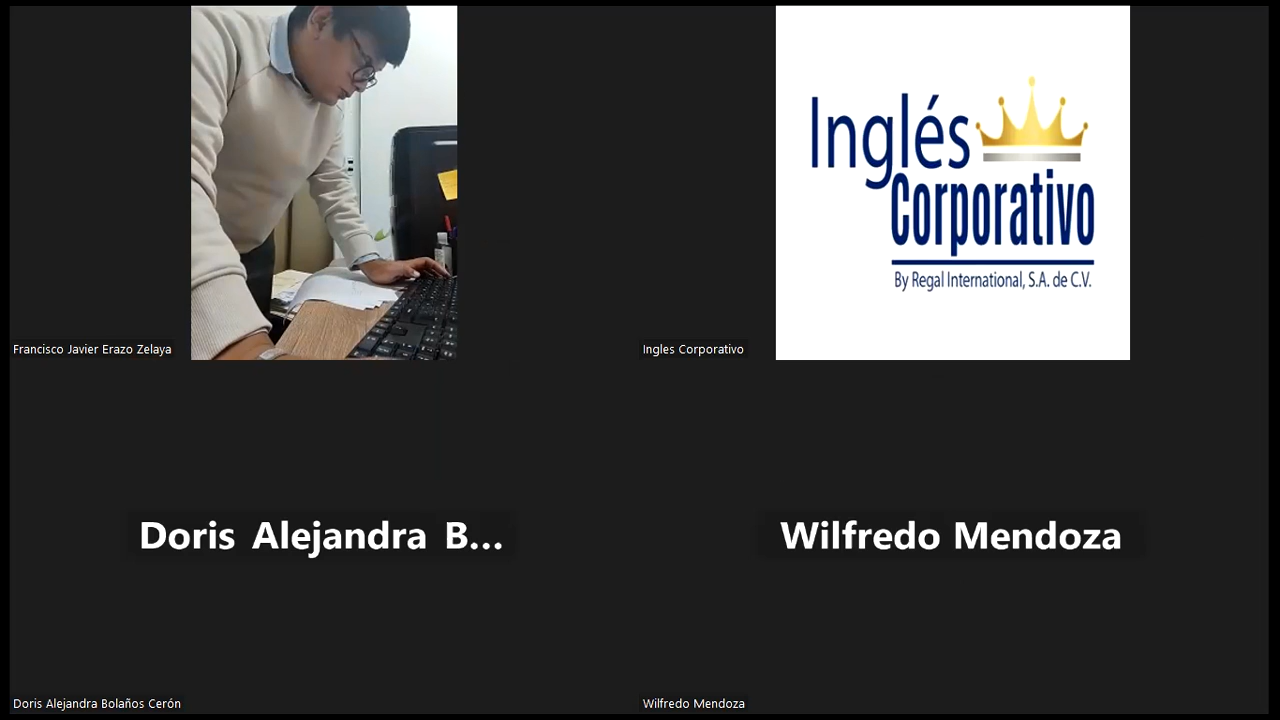 Inglés
Corporativo
By Regal International, S.A. de C.V.
Francisco Javier Erazo Zelaya
Ingles Corporativo
Doris Alejandra B...
Wilfredo Mendoza
Doris Alejandra Bolaños Cerón
Wilfredo Mendoza